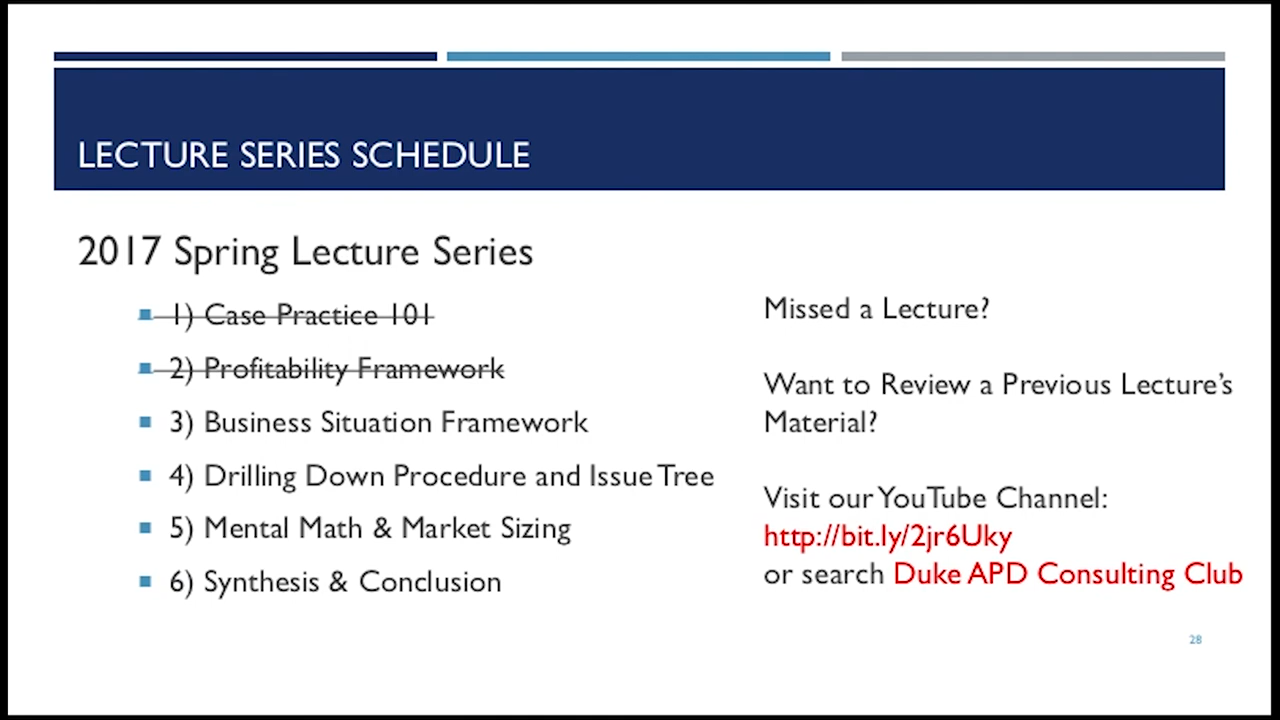 LECTURE SERIES SCHEDULE
2017 Spring Lecture Series
1) Case Practice 101
2) Profitability Framework
3) Business Situation Framework
4) Drilling Down Procedure and Issue Tree
5) Mental Math & Market Sizing
6) Synthesis & Conclusion
Missed a Lecture?
Want to Review a Previous Lecture's
Material?
Visit our YouTube Channel:
http://bit.ly/2jr6Uky
or search Duke APD Consulting Club
28